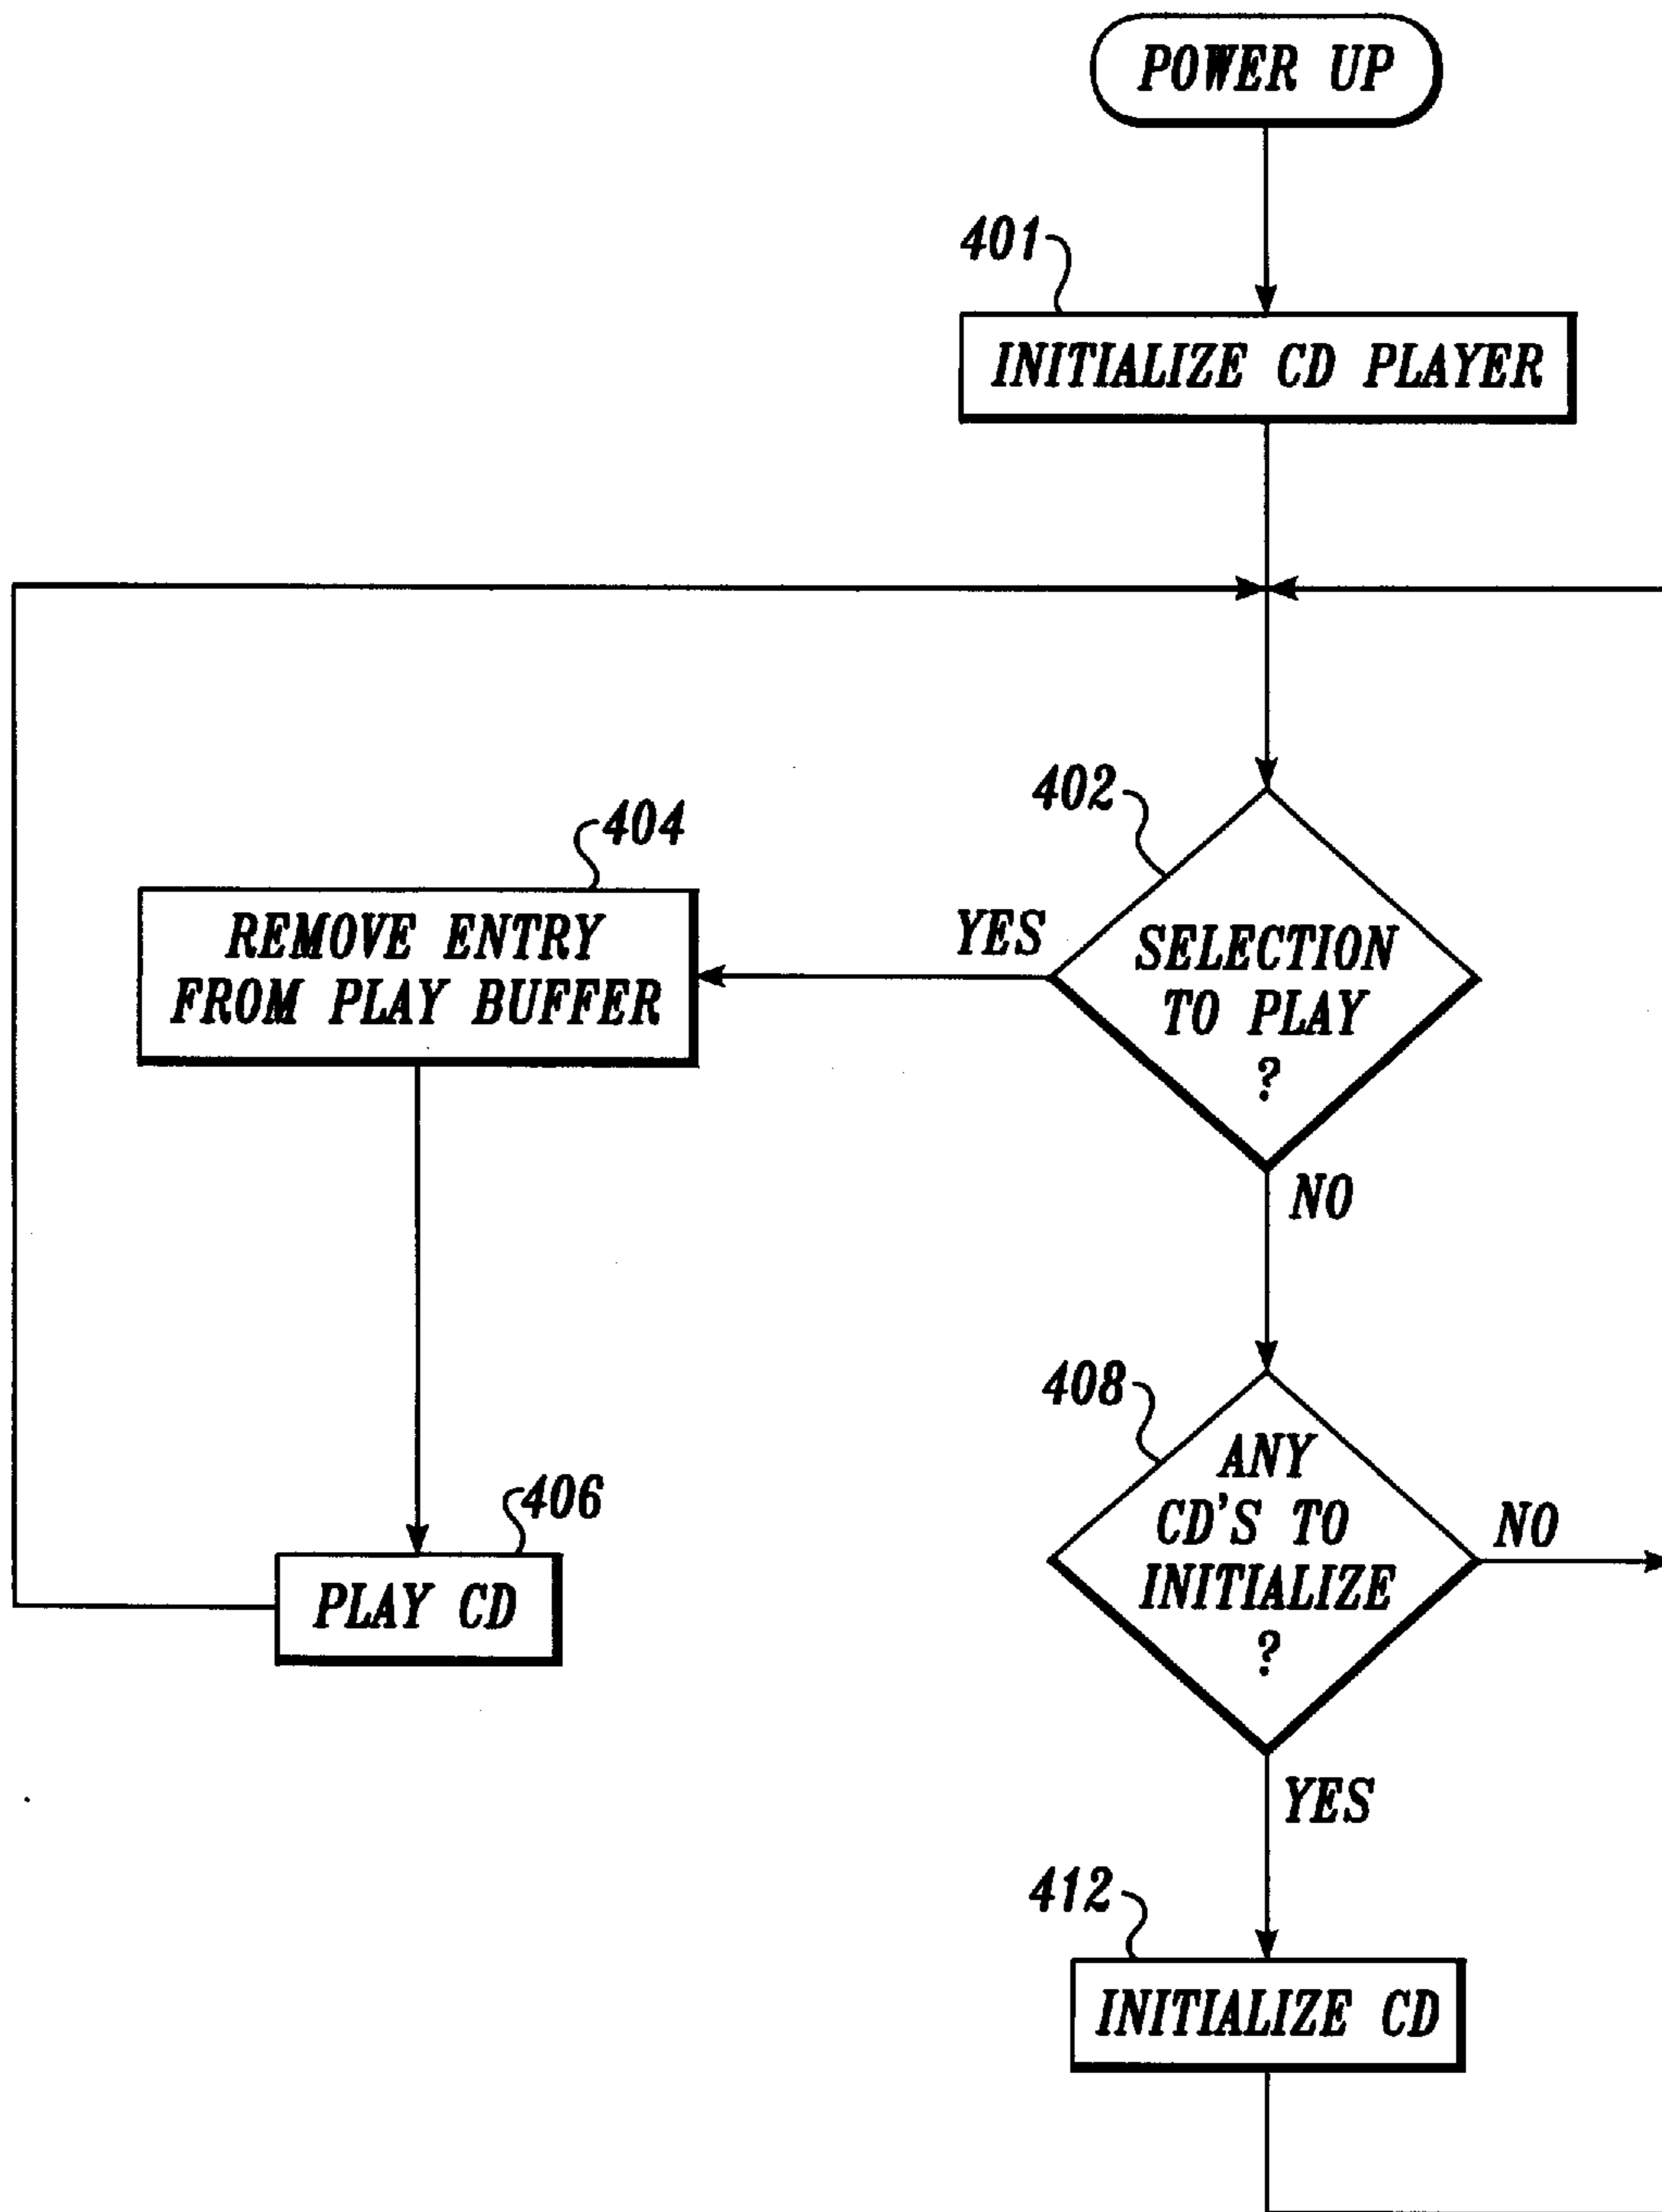 POWER UP
401
INITIALIZE CD PLAYER
402
SELECTION
TO PLAY
?
YES
NO
404
REMOVE ENTRY
FROM PLAY BUFFER
406
PLAY CD
408
ANY
CD'S TO
INITIALIZE
?
NO
YES
412
INITIALIZE CD